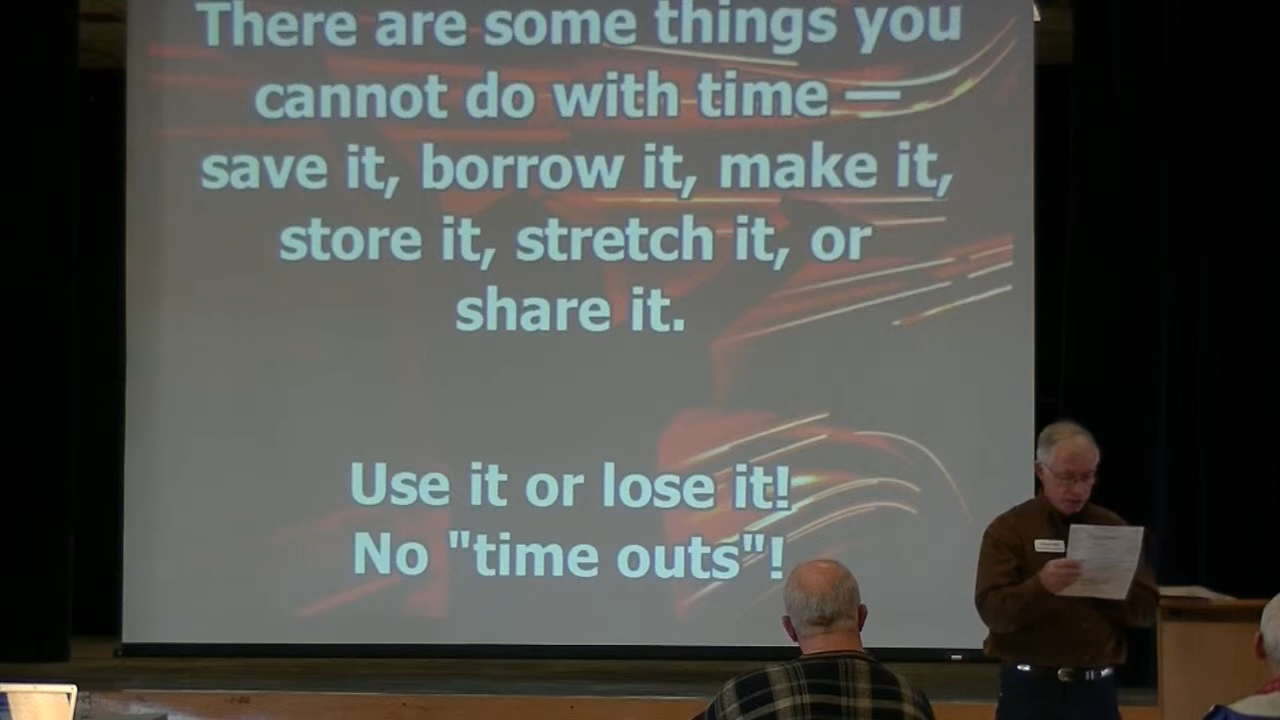 There are some things you
cannot do with time —
save it, borrow it, make it,
store it, stretch it, or
share it.
Use it or lose it!
No "time outs"!